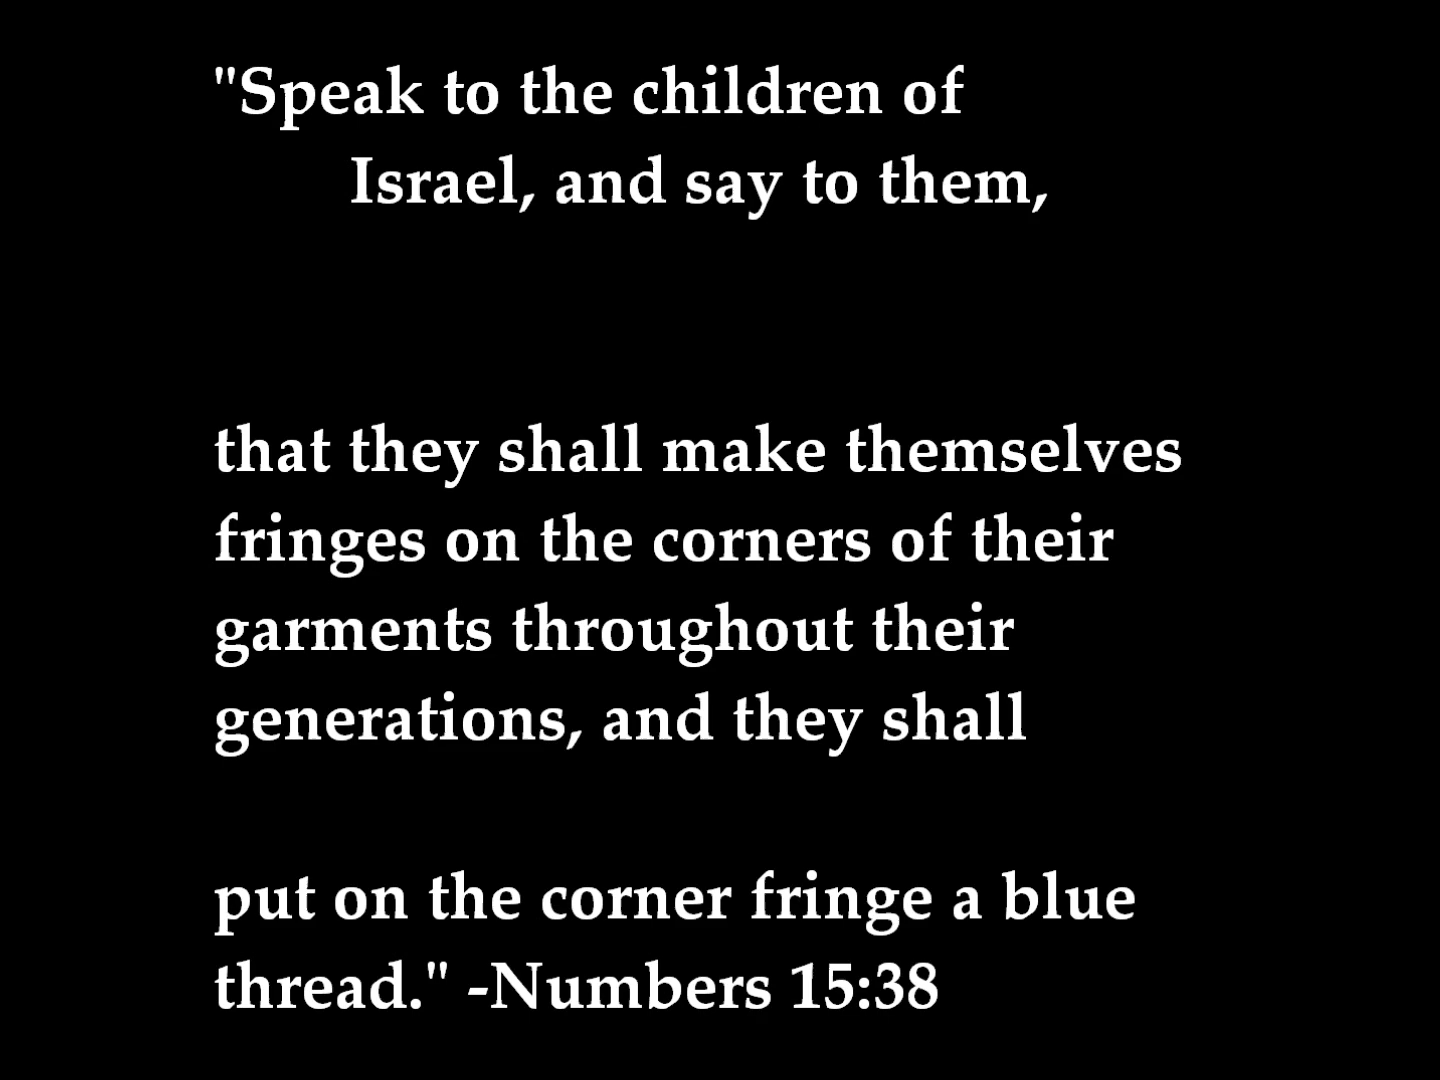 "Speak to the children of
Israel, and say to them,
that they shall make themselves
fringes on the corners of their
garments throughout their
generations, and they shall
put on the corner fringe a blue
thread." -Numbers 15:38